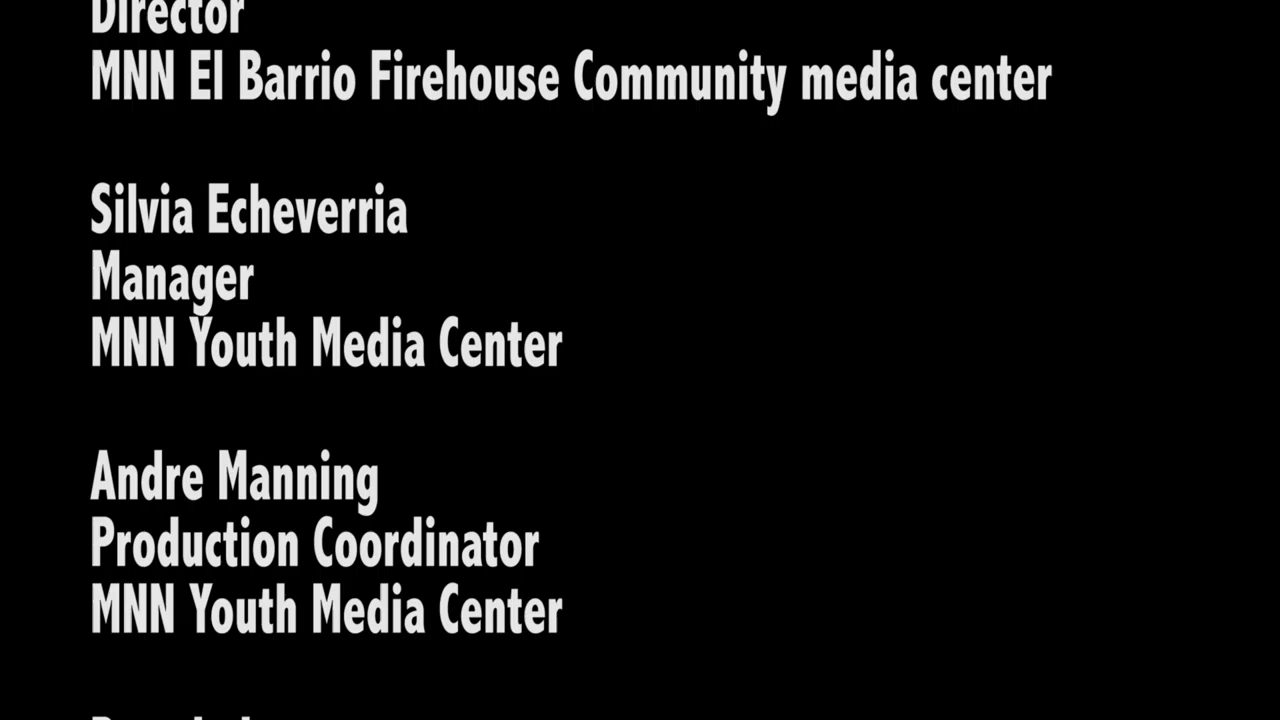 Director
MNN El Barrio Firehouse Community media center
Silvia Echeverria
Manager
MNN Youth Media Center
Andre Manning
Production Coordinator
MNN Youth Media Center